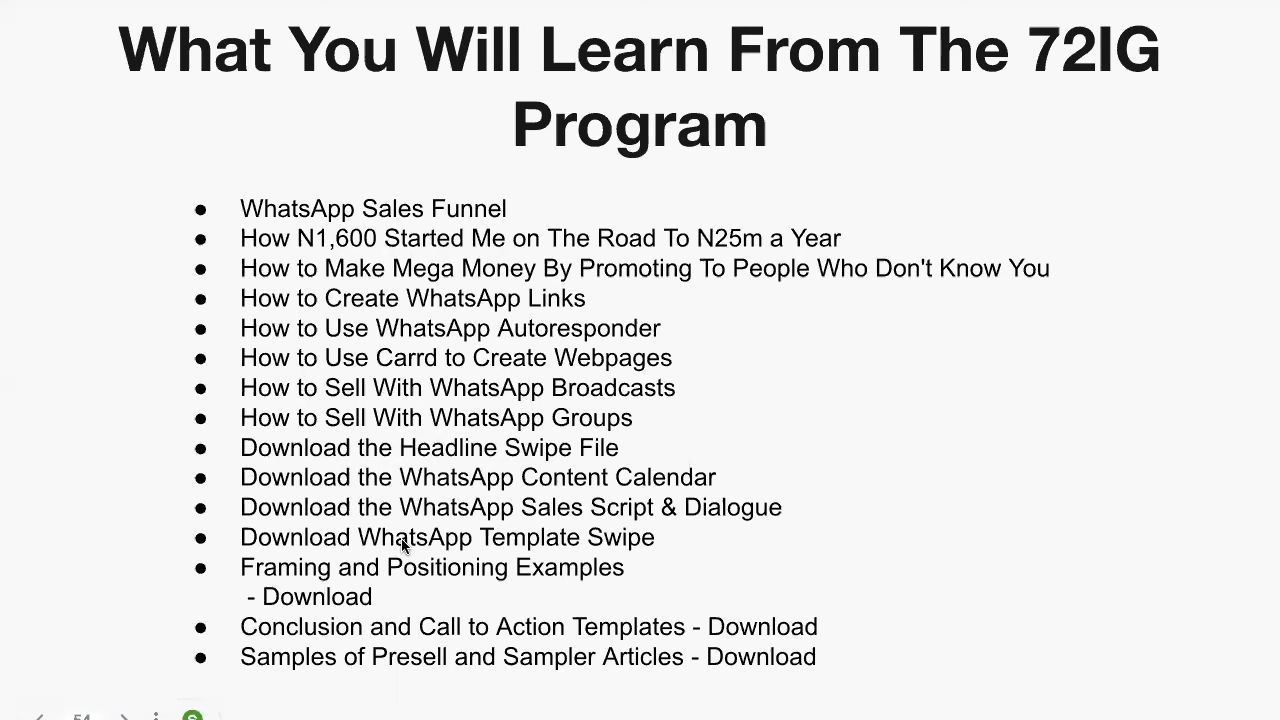 What You Will Learn From The 72IG
Program
● WhatsApp Sales Funnel
● How N1,600 Started Me on The Road To N25m a Year
● How to Make Mega Money By Promoting To People Who Don't Know You
● How to Create WhatsApp Links
● How to Use WhatsApp Autoresponder
● How to Use Carrd to Create Webpages
● How to Sell With WhatsApp Broadcasts
● How to Sell With WhatsApp Groups
● Download the Headline Swipe File
● Download the WhatsApp Content Calendar
● Download the WhatsApp Sales Script & Dialogue
● Download WhatsApp Template Swipe
● Framing and Positioning Examples
- Download
● Conclusion and Call to Action Templates - Download
● Samples of Presell and Sampler Articles - Download
54